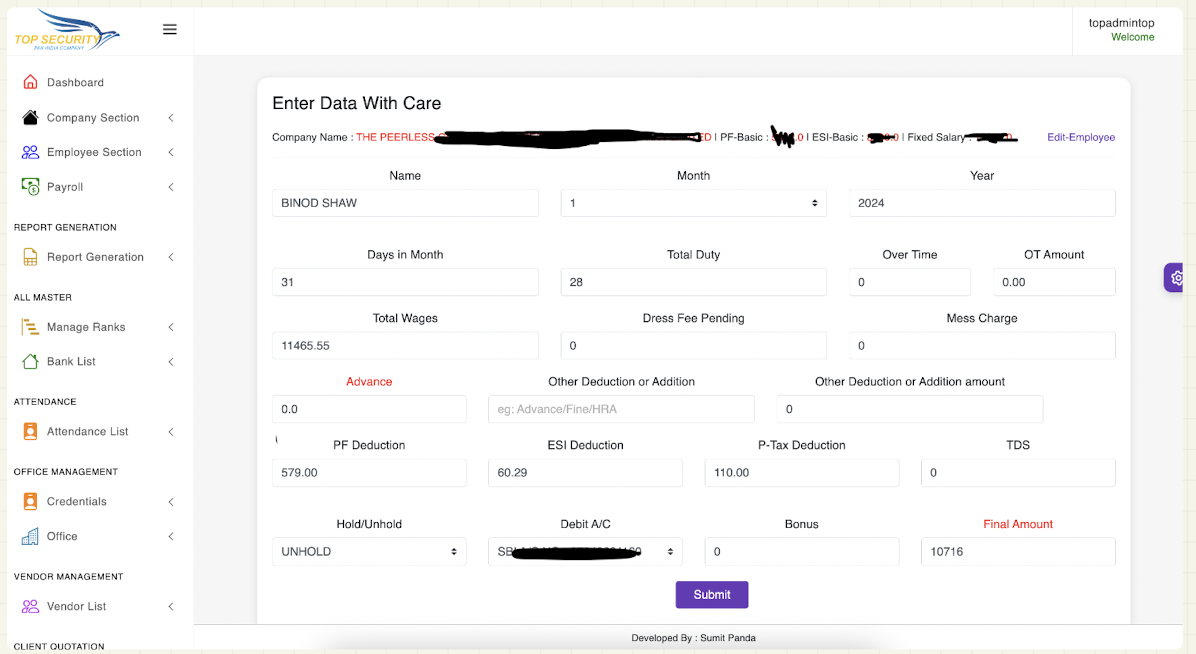 TOP SECURITY
PAN INDIA COMPANY
topadmintop
Welcome
Dashboard
Company Section
Employee Section
Payroll
REPORT GENERATION
Report Generation
ALL MASTER
Manage Ranks
Bank List
ATTENDANCE
Attendance List
OFFICE MANAGEMENT
Credentials
Office
VENDOR MANAGEMENT
Vendor List
CLIENT QUOTATION
Enter Data With Care
Company Name : THE PEERLESS ED | PF-Basic : .0 | ESI-Basic : .0 | Fixed Salary : 0 Edit-Employee
Name Month Year
BINOD SHAW 1 2024
Days in Month Total Duty Over Time OT Amount
31 28 0 0.00
Total Wages Dress Fee Pending Mess Charge
11465.55 0 0
Advance Other Deduction or Addition Other Deduction or Addition amount
0.0 eg: Advance/Fine/HRA 0
PF Deduction ESI Deduction P-Tax Deduction TDS
579.00 60.29 110.00 0
Hold/Unhold Debit A/C Bonus Final Amount
UNHOLD 0 10716
Submit
Developed By : Sumit Panda